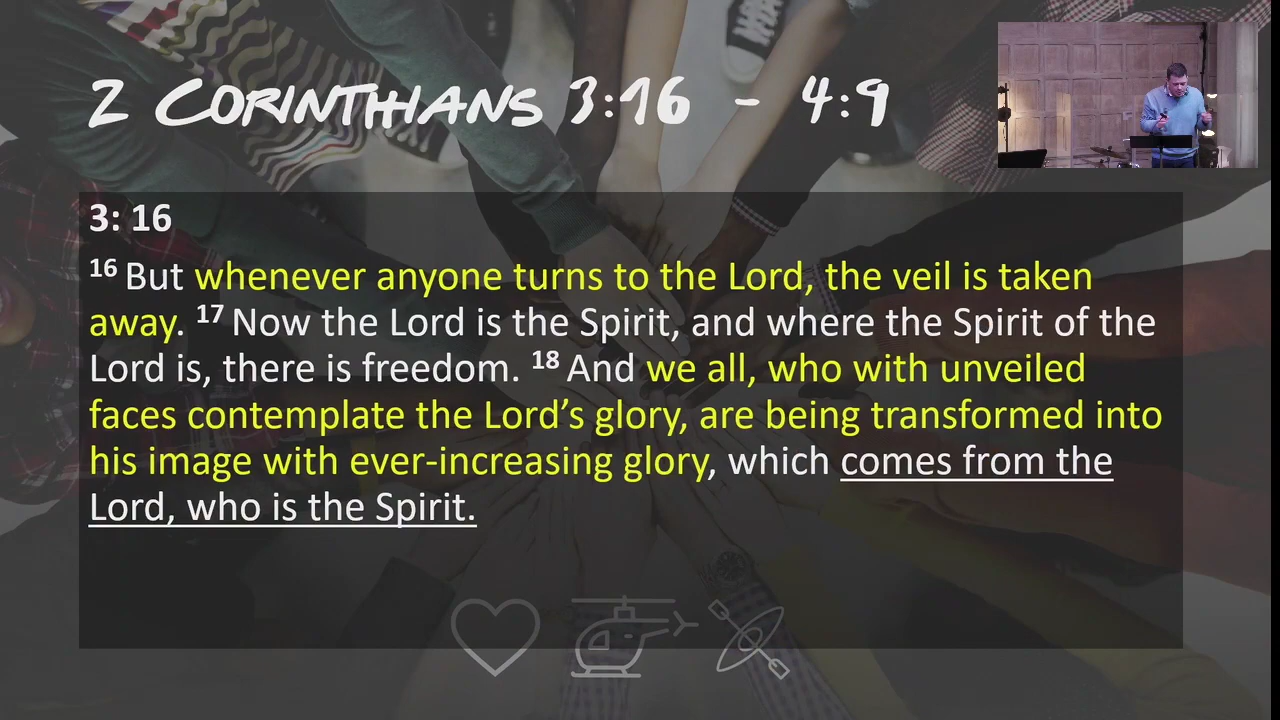 2 CORINTHIANS 3:16 - 4:9
3: 16
16 But whenever anyone turns to the Lord, the veil is taken
away. 17 Now the Lord is the Spirit, and where the Spirit of the
Lord is, there is freedom. 18 And we all, who with unveiled
faces contemplate the Lord’s glory, are being transformed into
his image with ever-increasing glory, which comes from the
Lord, who is the Spirit.